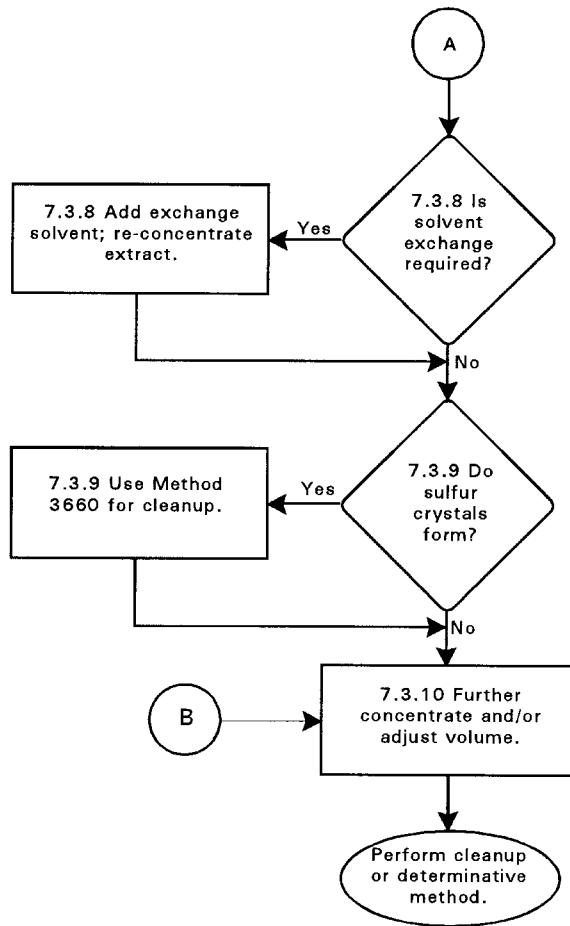 A
7.3.8 Is
solvent
exchange
required?
Yes
7.3.8 Add exchange
solvent; re-concentrate
extract.
No
7.3.9 Do
sulfur
crystals
form?
Yes
7.3.9 Use Method
3660 for cleanup.
No
7.3.10 Further
concentrate and/or
adjust volume.
B
Perform cleanup
or determinative
method.